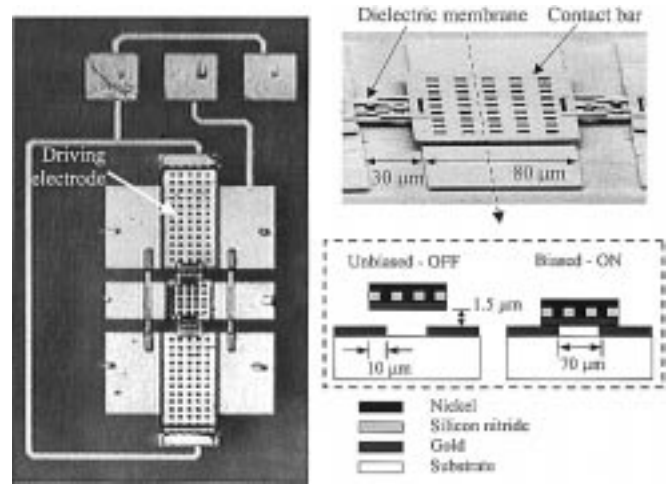 Driving
electrode
Dielectric membrane
Contact bar
30 μm
80 μm
Unbiased - OFF
Biased - ON
1.5 μm
10 μm
70 μm
Nickel
Silicon nitride
Gold
Substrate